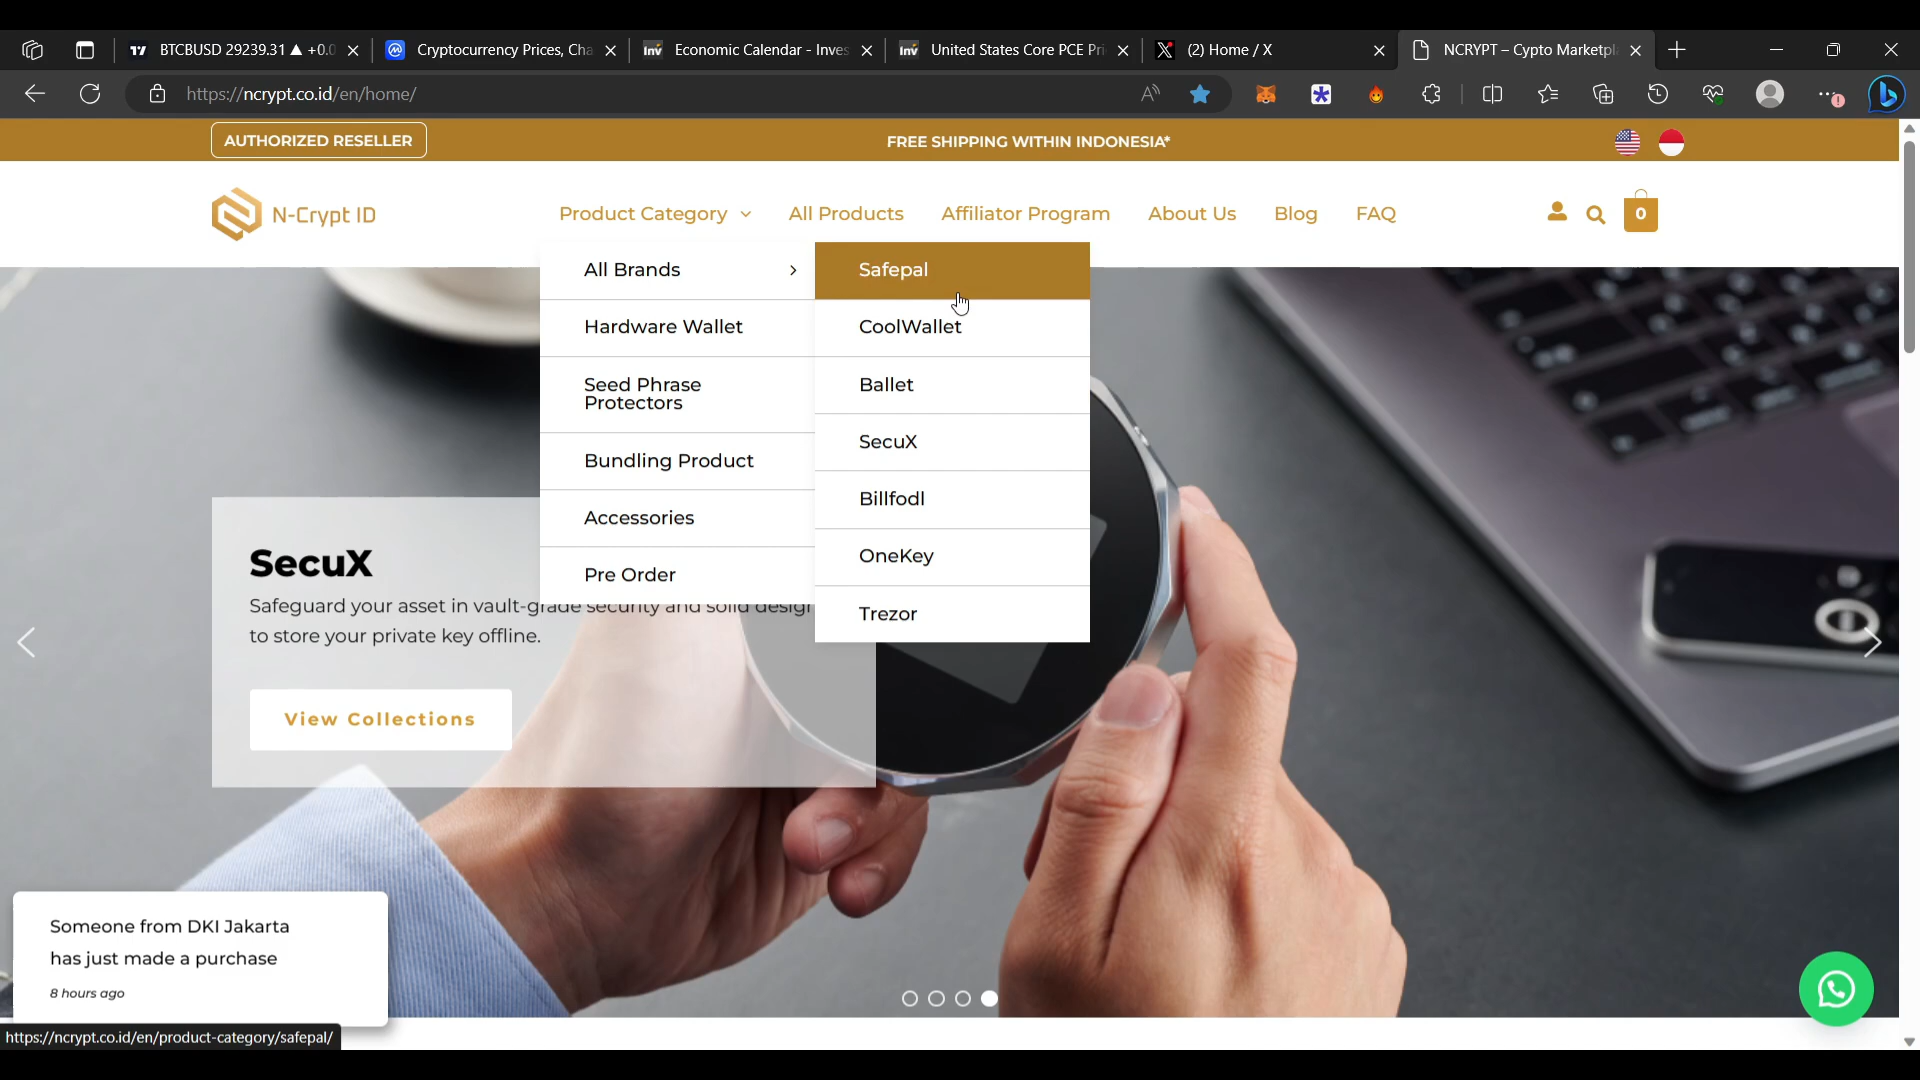 BTCBUSD 29239.31 ▲ +0.0
Cryptocurrency Prices, Cha
Economic Calendar - Inves
United States Core PCE Pri
(2) Home / X
NCRYPT – Cypto Marketpl
https://ncrypt.co.id/en/home/
AUTHORIZED RESELLER
FREE SHIPPING WITHIN INDONESIA*
N-Crypt ID
Product Category
All Products
Affiliator Program
About Us
Blog
FAQ
0
All Brands
Hardware Wallet
Seed Phrase
Protectors
Bundling Product
Accessories
Pre Order
Safepal
CoolWallet
Ballet
SecuX
Billfodl
OneKey
Trezor
SecuX
Safeguard your asset in vault-grade security and solid design
to store your private key offline.
View Collections
Someone from DKI Jakarta
has just made a purchase
8 hours ago
https://ncrypt.co.id/en/product-category/safepal/